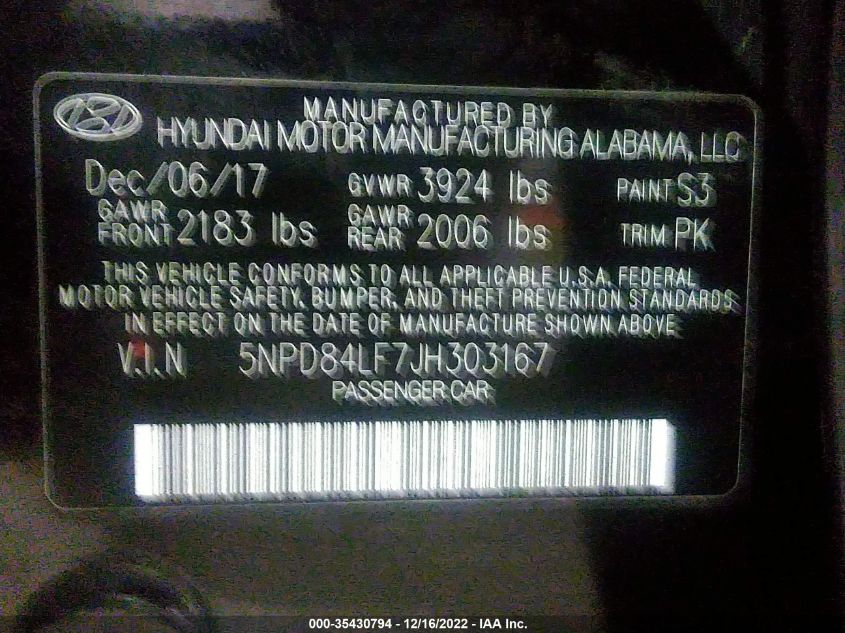 MANUFACTURED BY
HYUNDAI MOTOR MANUFACTURING ALABAMA, LLC
Dec/06/17 GVWR 3924 lbs PAINT S3
GAWR FRONT 2183 lbs GAWR REAR 2006 lbs TRIM PK
THIS VEHICLE CONFORMS TO ALL APPLICABLE U.S.A. FEDERAL
MOTOR VEHICLE SAFETY, BUMPER, AND THEFT PREVENTION STANDARDS
IN EFFECT ON THE DATE OF MANUFACTURE SHOWN ABOVE
V.I.N 5NPD84LF7JH303167
PASSENGER CAR
000-35430794 - 12/16/2022 - IAA Inc.